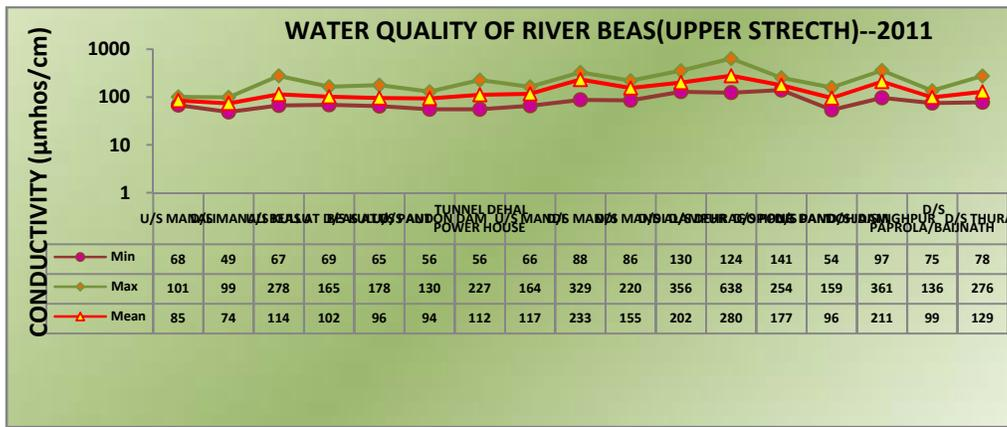 WATER QUALITY OF RIVER BEAS(UPPER STRECTH)--2011
CONDUCTIVITY (µmhos/cm)
1000
100
10
1
U/S
TUNNEL DEHAL
POWER HOUSE
D/S
PAPROLA/BAIJNATH
D/S THURA
Min 68 49 67 69 65 56 56 66 88 86 130 124 141 54 97 75 78
Max 101 99 278 165 178 130 227 164 329 220 356 638 254 159 361 136 276
Mean 85 74 114 102 96 94 112 117 233 155 202 280 177 96 211 99 129